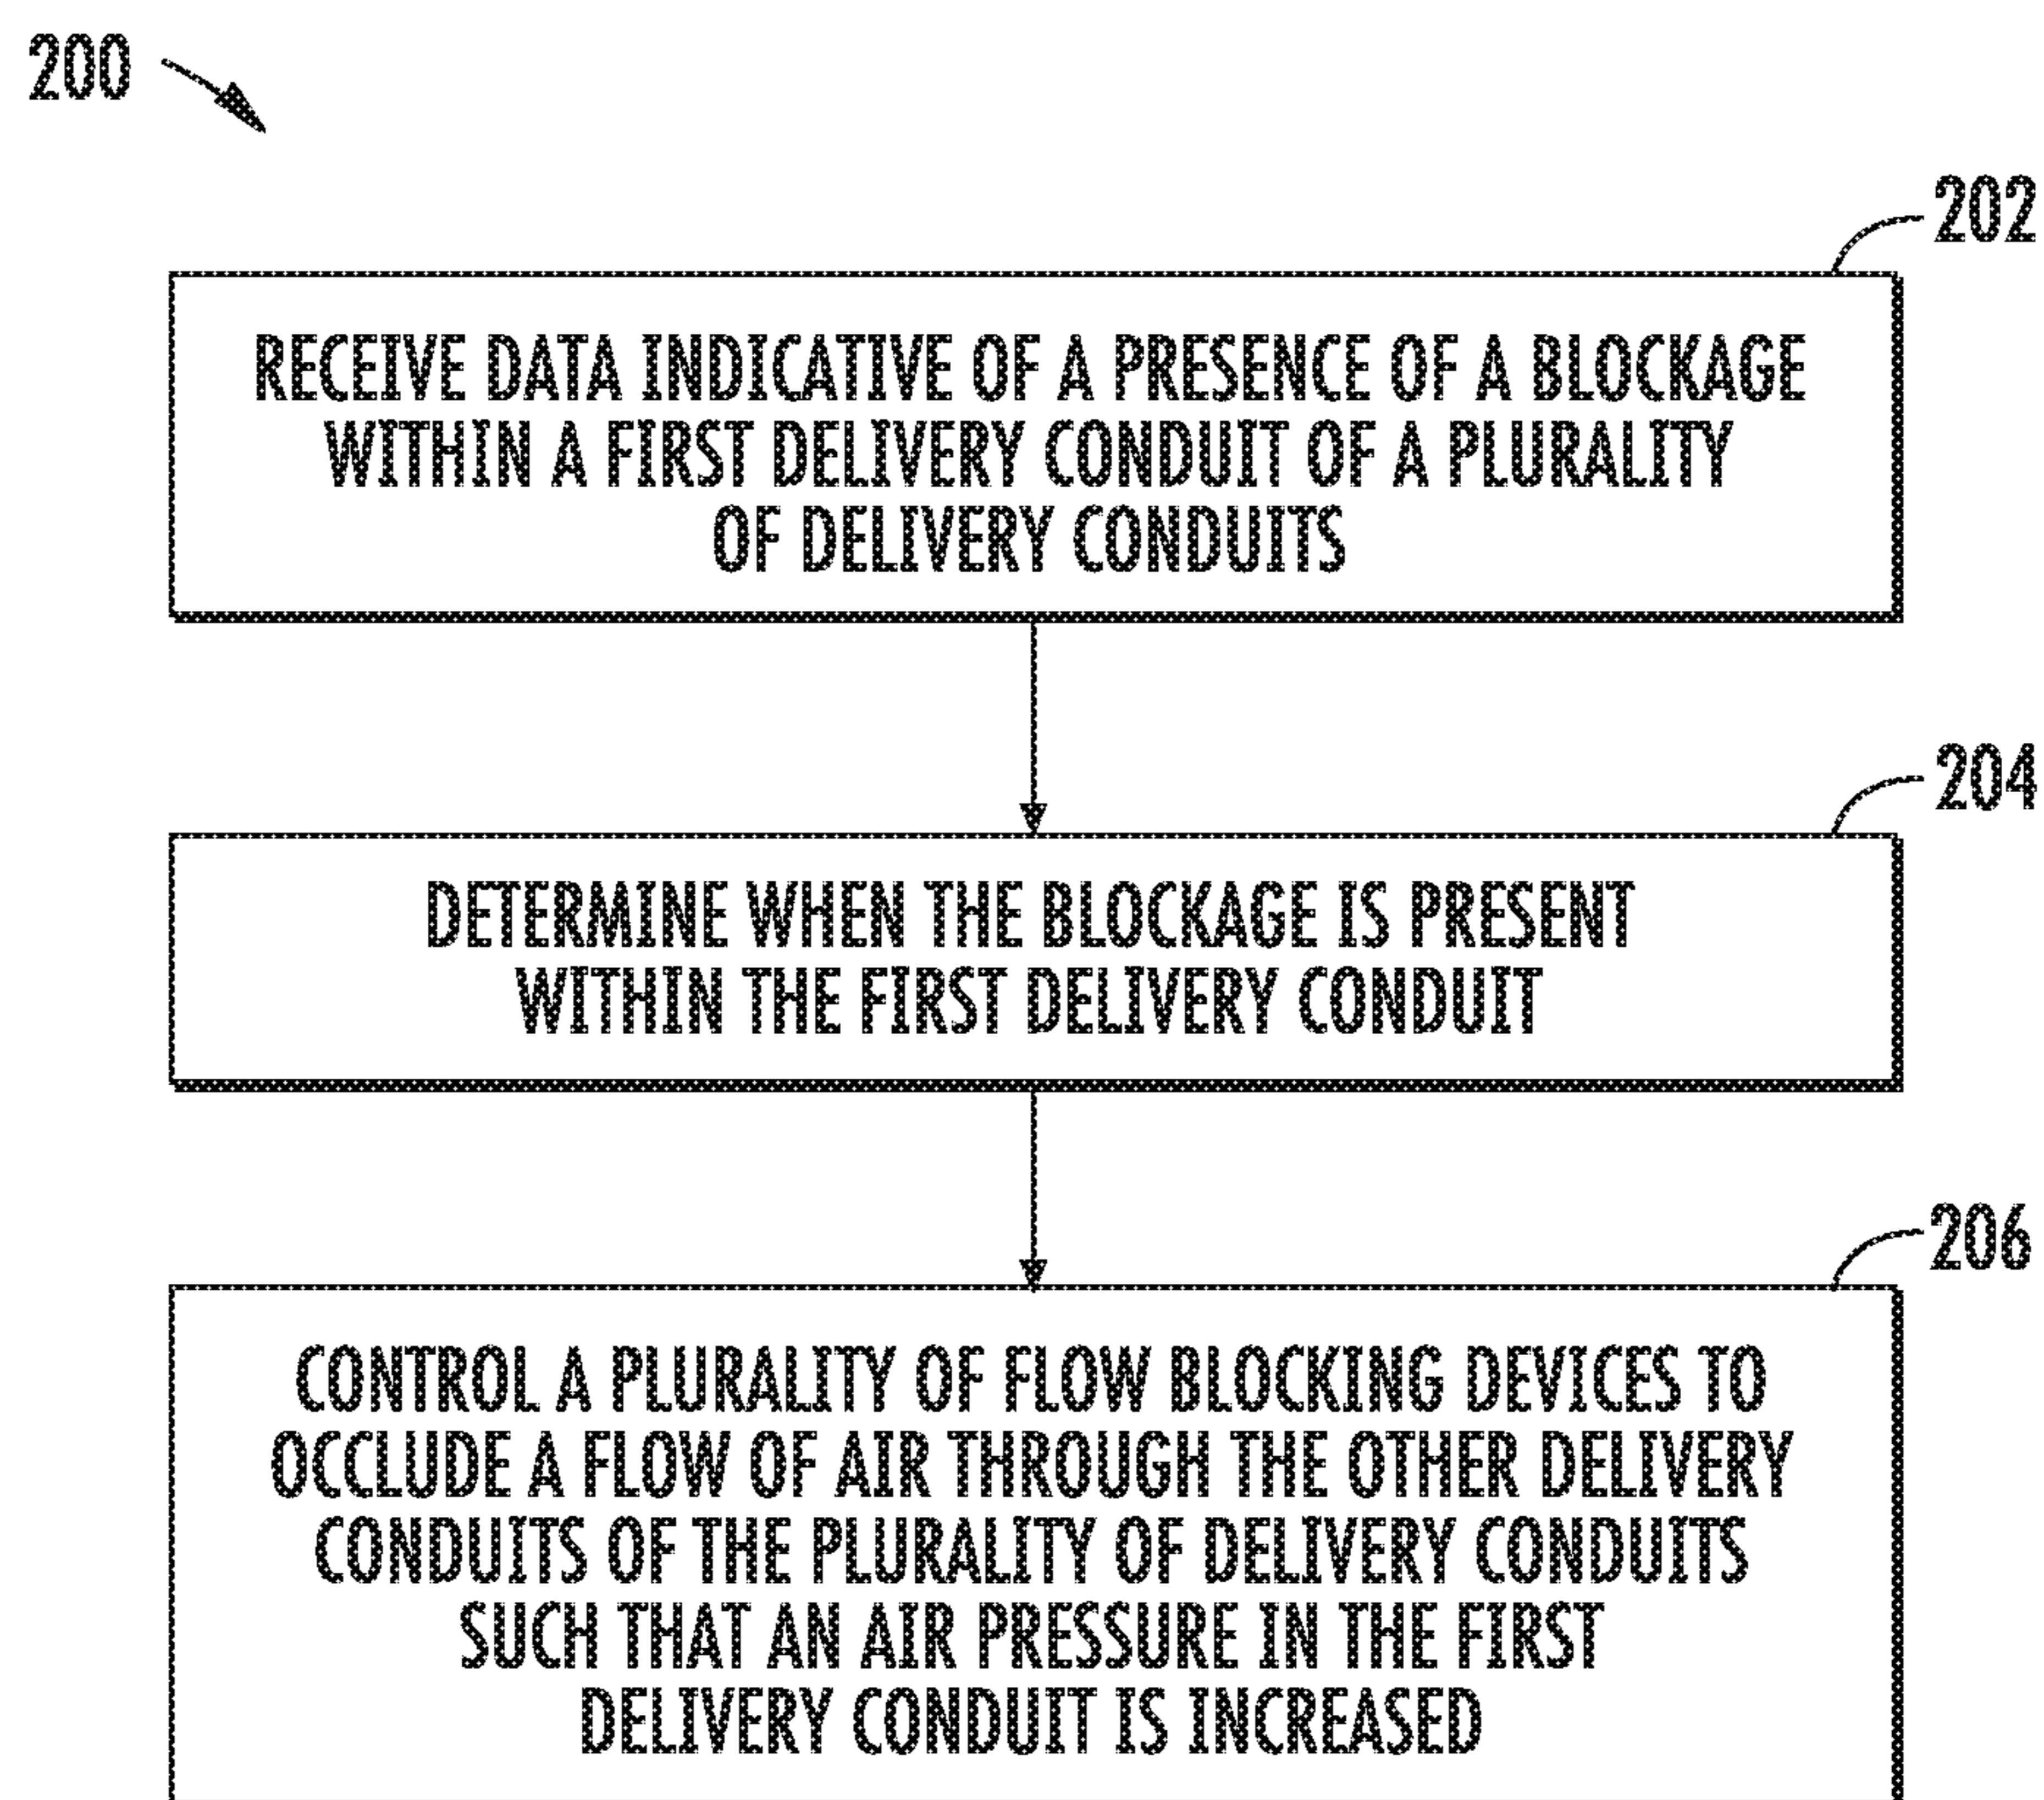 200
202
RECEIVE DATA INDICATIVE OF A PRESENCE OF A BLOCKAGE
WITHIN A FIRST DELIVERY CONDUIT OF A PLURALITY
OF DELIVERY CONDUITS
204
DETERMINE WHEN THE BLOCKAGE IS PRESENT
WITHIN THE FIRST DELIVERY CONDUIT
206
CONTROL A PLURALITY OF FLOW BLOCKING DEVICES TO
OCCLUDE A FLOW OF AIR THROUGH THE OTHER DELIVERY
CONDUITS OF THE PLURALITY OF DELIVERY CONDUITS
SUCH THAT AN AIR PRESSURE IN THE FIRST
DELIVERY CONDUIT IS INCREASED